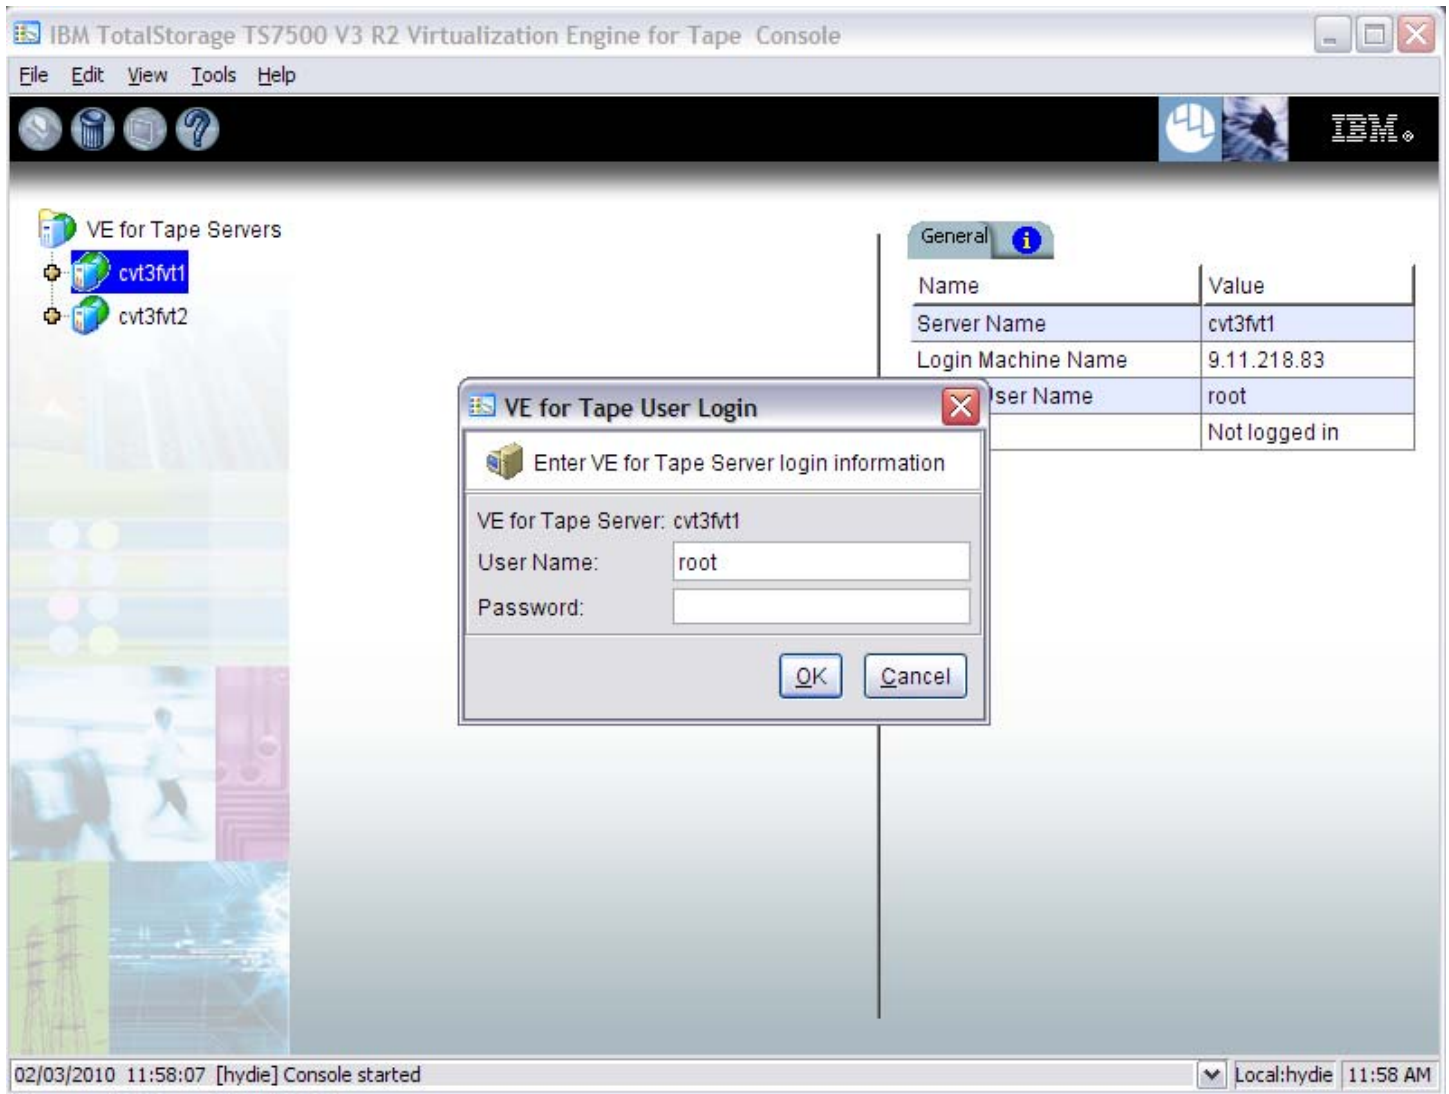 IBM TotalStorage TS7500 V3 R2 Virtualization Engine for Tape Console
File Edit View Tools Help
IBM®
VE for Tape Servers
cvt3fvt1
cvt3fvt2
General
Name Value
Server Name cvt3fvt1
Login Machine Name 9.11.218.83
User Name root
Not logged in
VE for Tape User Login
Enter VE for Tape Server login information
VE for Tape Server: cvt3fvt1
User Name: root
Password:
OK Cancel
02/03/2010 11:58:07 [hydie] Console started
Local:hydie 11:58 AM